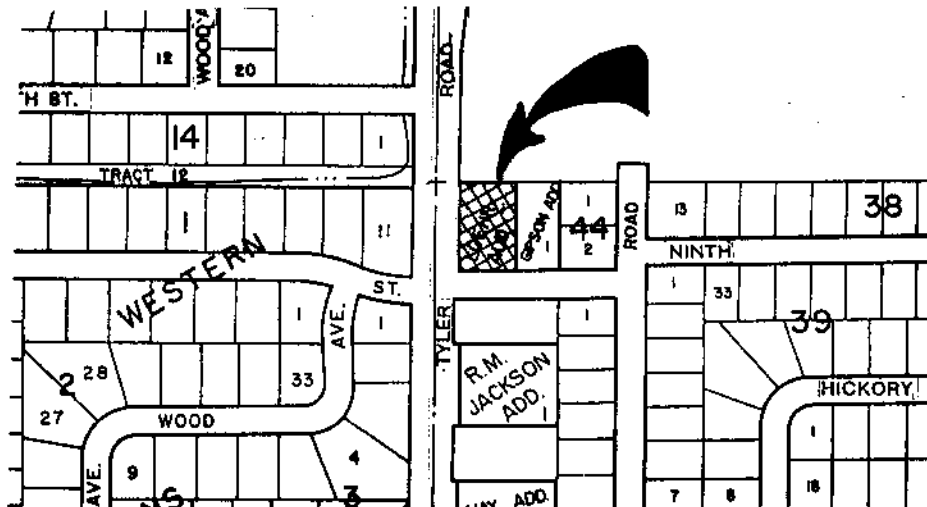 WOOD
12
20
ROAD
'H ST.
14
1
TRACT 12
1
11
WESTERN
ST.
GIPSON ADD
1
1
44
2
ROAD
13
38
NINTH
1
33
39
1
AVE.
1
TYLER
1
28
2
27
33
R.M.
JACKSON
ADD.
1
HICKORY
WOOD
9
AVE.
4
3
1
18
7
8
ADD.